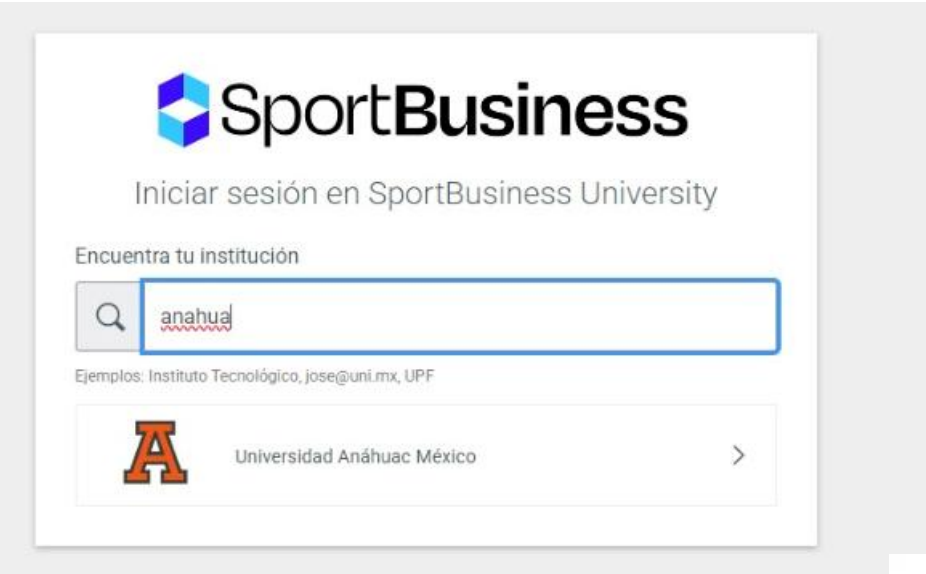 SportBusiness
Iniciar sesión en SportBusiness University
Encuentra tu institución
anahua
Ejemplos: Instituto Tecnológico, jose@uni.mx, UPF
A
Universidad Anáhuac México